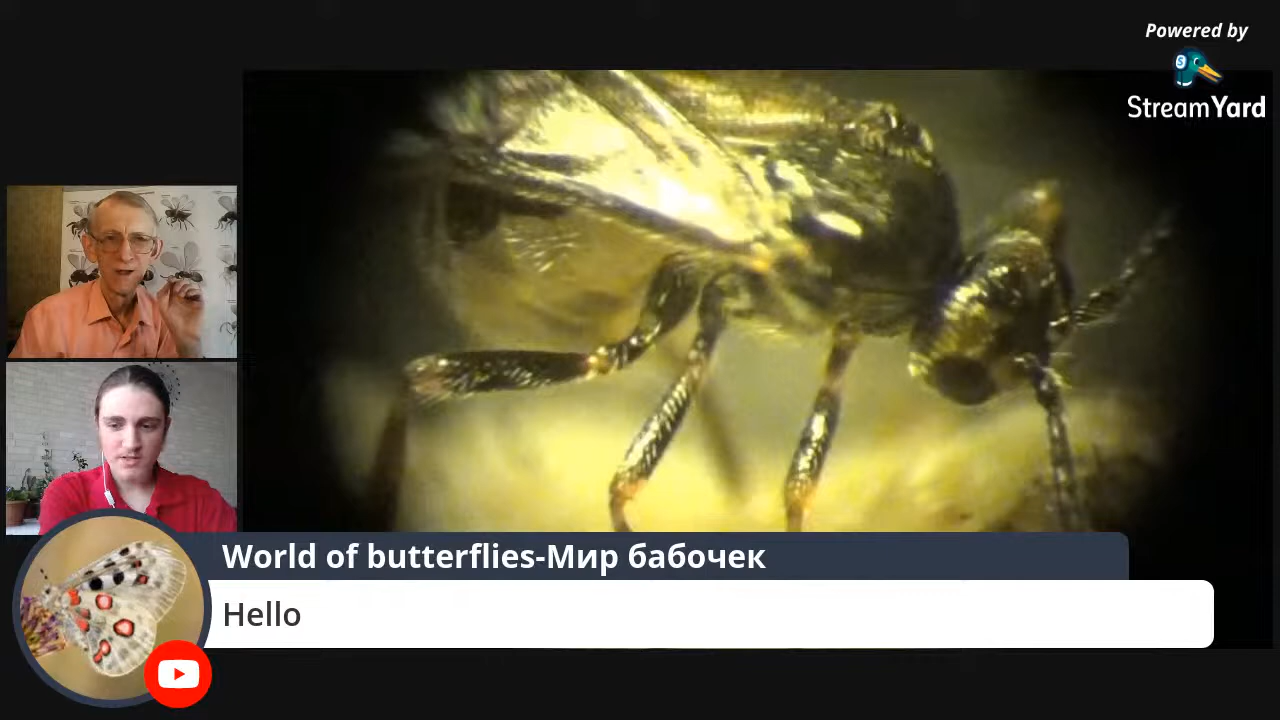 Powered by
StreamYard
World of butterflies-Мир бабочек
Hello